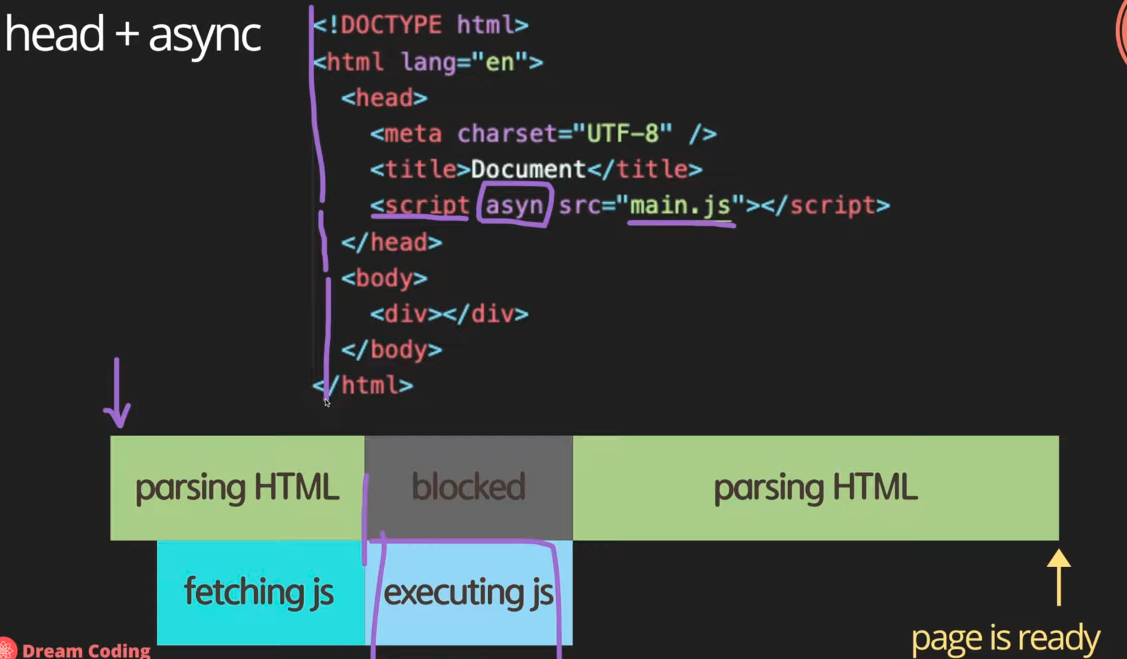 head + async
<!DOCTYPE html>
<html lang="en">
<head>
<meta charset="UTF-8" />
<title>Document</title>
<script asyn src="main.js"></script>
</head>
<body>
<div></div>
</body>
</html>
parsing HTML blocked parsing HTML
fetching js executing js
page is ready
Dream Coding